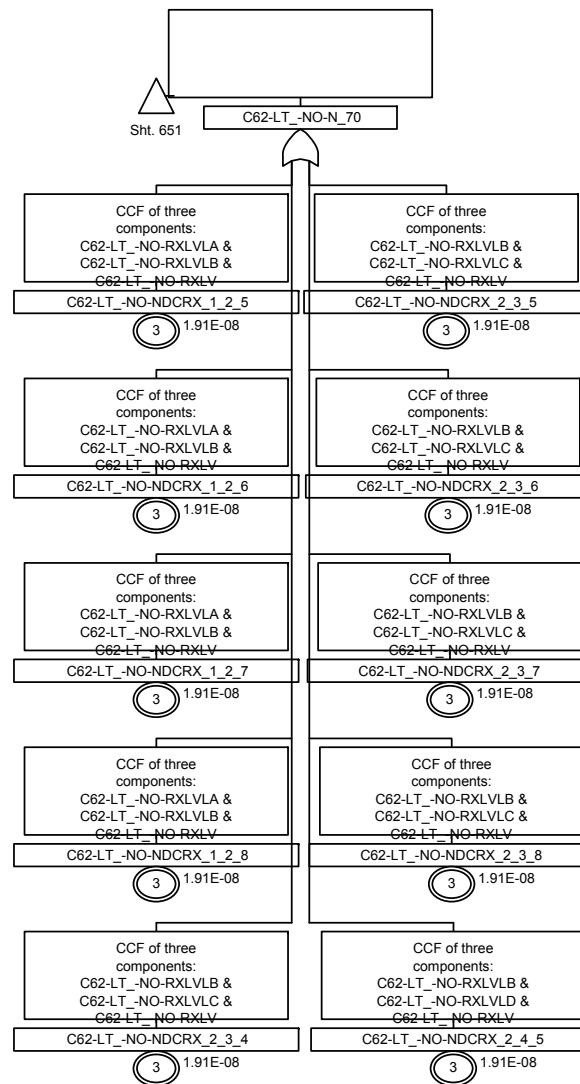 Sht. 651
C62-LT_-NO-N_70
CCF of three
components:
C62-LT_-NO-RXLVLA &
C62-LT_-NO-RXLVLB &
C62-LT_-NO-RXLV
C62-LT_-NO-NDCRX_1_2_5
3
1.91E-08
CCF of three
components:
C62-LT_-NO-RXLVLB &
C62-LT_-NO-RXLVLC &
C62-LT_-NO-RXLV
C62-LT_-NO-NDCRX_2_3_5
3
1.91E-08
CCF of three
components:
C62-LT_-NO-RXLVLA &
C62-LT_-NO-RXLVLB &
C62-LT_-NO-RXLV
C62-LT_-NO-NDCRX_1_2_6
3
1.91E-08
CCF of three
components:
C62-LT_-NO-RXLVLB &
C62-LT_-NO-RXLVLC &
C62-LT_-NO-RXLV
C62-LT_-NO-NDCRX_2_3_6
3
1.91E-08
CCF of three
components:
C62-LT_-NO-RXLVLA &
C62-LT_-NO-RXLVLB &
C62-LT_-NO-RXLV
C62-LT_-NO-NDCRX_1_2_7
3
1.91E-08
CCF of three
components:
C62-LT_-NO-RXLVLB &
C62-LT_-NO-RXLVLC &
C62-LT_-NO-RXLV
C62-LT_-NO-NDCRX_2_3_7
3
1.91E-08
CCF of three
components:
C62-LT_-NO-RXLVLA &
C62-LT_-NO-RXLVLB &
C62-LT_-NO-RXLV
C62-LT_-NO-NDCRX_1_2_8
3
1.91E-08
CCF of three
components:
C62-LT_-NO-RXLVLB &
C62-LT_-NO-RXLVLC &
C62-LT_-NO-RXLV
C62-LT_-NO-NDCRX_2_3_8
3
1.91E-08
CCF of three
components:
C62-LT_-NO-RXLVLB &
C62-LT_-NO-RXLVLC &
C62-LT_-NO-RXLV
C62-LT_-NO-NDCRX_2_3_4
3
1.91E-08
CCF of three
components:
C62-LT_-NO-RXLVLB &
C62-LT_-NO-RXLVLD &
C62-LT_-NO-RXLV
C62-LT_-NO-NDCRX_2_4_5
3
1.91E-08